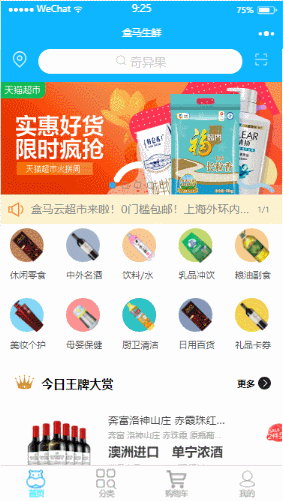 WeChat
9:25
75%
盒马生鲜
奇异果
天猫超市
实惠好货
限时疯抢
天猫超市火拼周
福
CLEAR
盒马云超市来啦！0门槛包邮！上海外环内...
1/1
休闲零食
中外名酒
饮料/水
乳品冲饮
粮油副食
美妆个护
母婴保健
厨卫清洁
日用百货
礼品卡券
今日王牌大赏
更多
奔富洛神山庄 赤霞珠红...
澳洲进口 单宁浓酒
首页
分类
购物车
我的